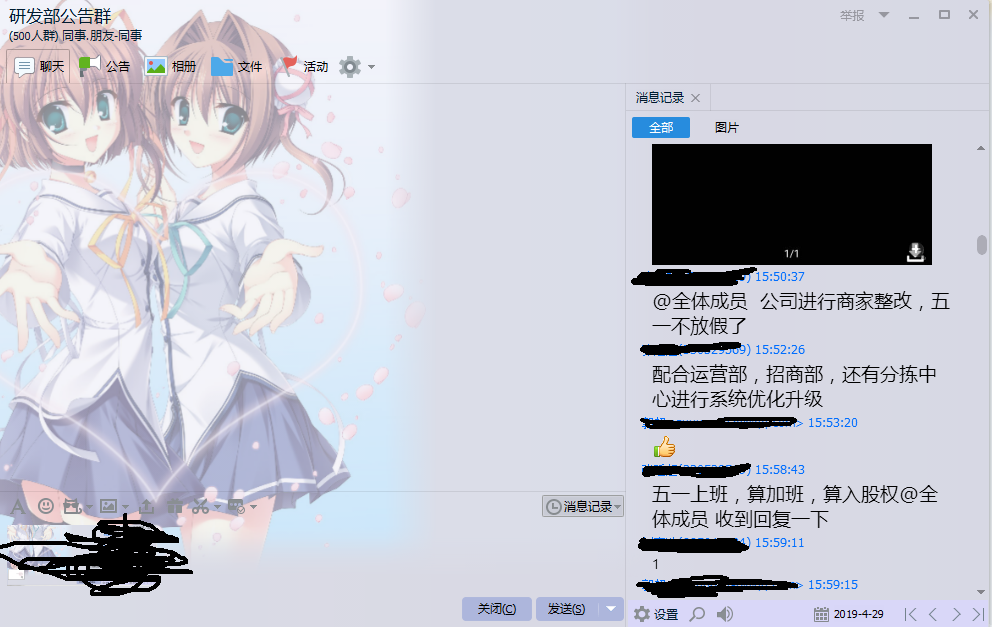 研发部公告群
(500人群) 同事.朋友-同事
举报
聊天 公告 相册 文件 活动
消息记录
全部 图片
1/1
15:50:37
@全体成员 公司进行商家整改，五
一不放假了
15:52:26
配合运营部，招商部，还有分拣中
心进行系统优化升级
15:53:20
15:58:43
五一上班，算加班，算入股权@全
体成员 收到回复一下
15:59:11
1
15:59:15
消息记录
关闭(C) 发送(S)
设置 2019-4-29